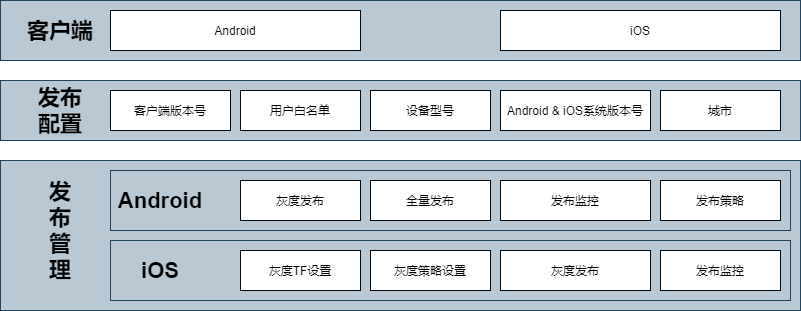 客户端
Android
iOS
发布
配置
客户端版本号
用户白名单
设备型号
Android & iOS系统版本号
城市
发
布
管
理
Android
灰度发布
全量发布
发布监控
发布策略
iOS
灰度TF设置
灰度策略设置
灰度发布
发布监控